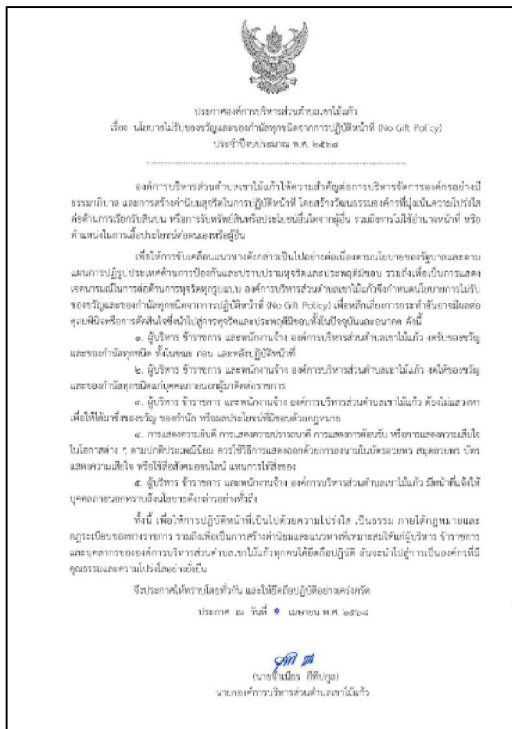 ประกาศองค์การบริหารส่วนตำบลเขาไม้แก้ว
เรื่อง นโยบายไม่รับของขวัญและของกำนัลทุกชนิดจากการปฏิบัติหน้าที่ (No Gift Policy)
ประจำปีงบประมาณ พ.ศ. ๒๕๖๘
องค์การบริหารส่วนตำบลเขาไม้แก้วให้ความสำคัญต่อการบริหารจัดการองค์กรอย่างมี
ธรรมาภิบาล และการสร้างค่านิยมสุจริตในการปฏิบัติหน้าที่ โดยสร้างวัฒนธรรมองค์กรที่มุ่งเน้นความโปร่งใส
ต่อต้านการเรียกรับสินบน หรือการรับทรัพย์สินหรือประโยชน์อื่นใดจากผู้อื่น รวมถึงการไม่ใช้อำนาจหน้าที่ หรือ
ตำแหน่งในการเอื้อประโยชน์ต่อตนเองหรือผู้อื่น
เพื่อให้การขับเคลื่อนแนวทางดังกล่าวเป็นไปอย่างต่อเนื่องตามนโยบายของรัฐบาลและตาม
แผนการปฏิรูปประเทศด้านการป้องกันและปราบปรามทุจริตและประพฤติมิชอบ รวมถึงเพื่อเป็นการแสดง
เจตนารมณ์ในการต่อต้านการทุจริตทุกรูปแบบ องค์การบริหารส่วนตำบลเขาไม้แก้วจึงกำหนดนโยบายการไม่รับ
ของขวัญและของกำนัลทุกชนิดจากการปฏิบัติหน้าที่ (No Gift Policy) เพื่อหลีกเลี่ยงการกระทำอันอาจมีผลต่อ
ดุลยพินิจหรือการตัดสินใจซึ่งนำไปสู่การทุจริตและประพฤติมิชอบทั้งในปัจจุบันและอนาคต ดังนี้
๑. ผู้บริหาร ข้าราชการ และพนักงานจ้าง องค์การบริหารส่วนตำบลเขาไม้แก้ว งดรับของขวัญ
และของกำนัลทุกชนิด ทั้งในขณะ ก่อน และหลังปฏิบัติหน้าที่
๒. ผู้บริหาร ข้าราชการ และพนักงานจ้าง องค์การบริหารส่วนตำบลเขาไม้แก้ว งดให้ของขวัญ
และของกำนัลทุกชนิดแก่บุคคลภายนอกผู้มาติดต่อราชการ
๓. ผู้บริหาร ข้าราชการ และพนักงานจ้าง องค์การบริหารส่วนตำบลเขาไม้แก้ว ต้องไม่แสวงหา
เพื่อให้ได้มาซึ่งของขวัญ ของกำนัล หรือผลประโยชน์ที่มิชอบด้วยกฎหมาย
๔. การแสดงความยินดี การแสดงความปรารถนาดี การแสดงการต้อนรับ หรือการแสดงความเสียใจ
ในโอกาสต่าง ๆ ตามปกติประเพณีนิยม ควรใช้วิธีการแสดงออกด้วยการลงนามในบัตรอวยพร สมุดอวยพร บัตร
แสดงความเสียใจ หรือใช้สื่อสังคมออนไลน์ แทนการให้สิ่งของ
๕. ผู้บริหาร ข้าราชการ และพนักงานจ้าง องค์การบริหารส่วนตำบลเขาไม้แก้ว มีหน้าที่แจ้งให้
บุคคลภายนอกทราบถึงนโยบายดังกล่าวอย่างทั่วถึง
ทั้งนี้ เพื่อให้การปฏิบัติหน้าที่เป็นไปด้วยความโปร่งใส เป็นธรรม ภายใต้กฎหมายและ
กฎระเบียบของทางราชการ รวมถึงเพื่อเป็นการสร้างค่านิยมและแนวทางที่เหมาะสมให้แก่ผู้บริหาร ข้าราชการ
และบุคลากรขององค์การบริหารส่วนตำบลเขาไม้แก้วทุกคนได้ยึดถือปฏิบัติ อันจะนำไปสู่การเป็นองค์กรที่มี
คุณธรรมและความโปร่งใสอย่างยั่งยืน
จึงประกาศให้ทราบโดยทั่วกัน และให้ยึดถือปฏิบัติอย่างเคร่งครัด
ประกาศ ณ วันที่ ๑ เมษายน พ.ศ. ๒๕๖๘
(นายจำเนียร กีทีปกูล)
นายกองค์การบริหารส่วนตำบลเขาไม้แก้ว